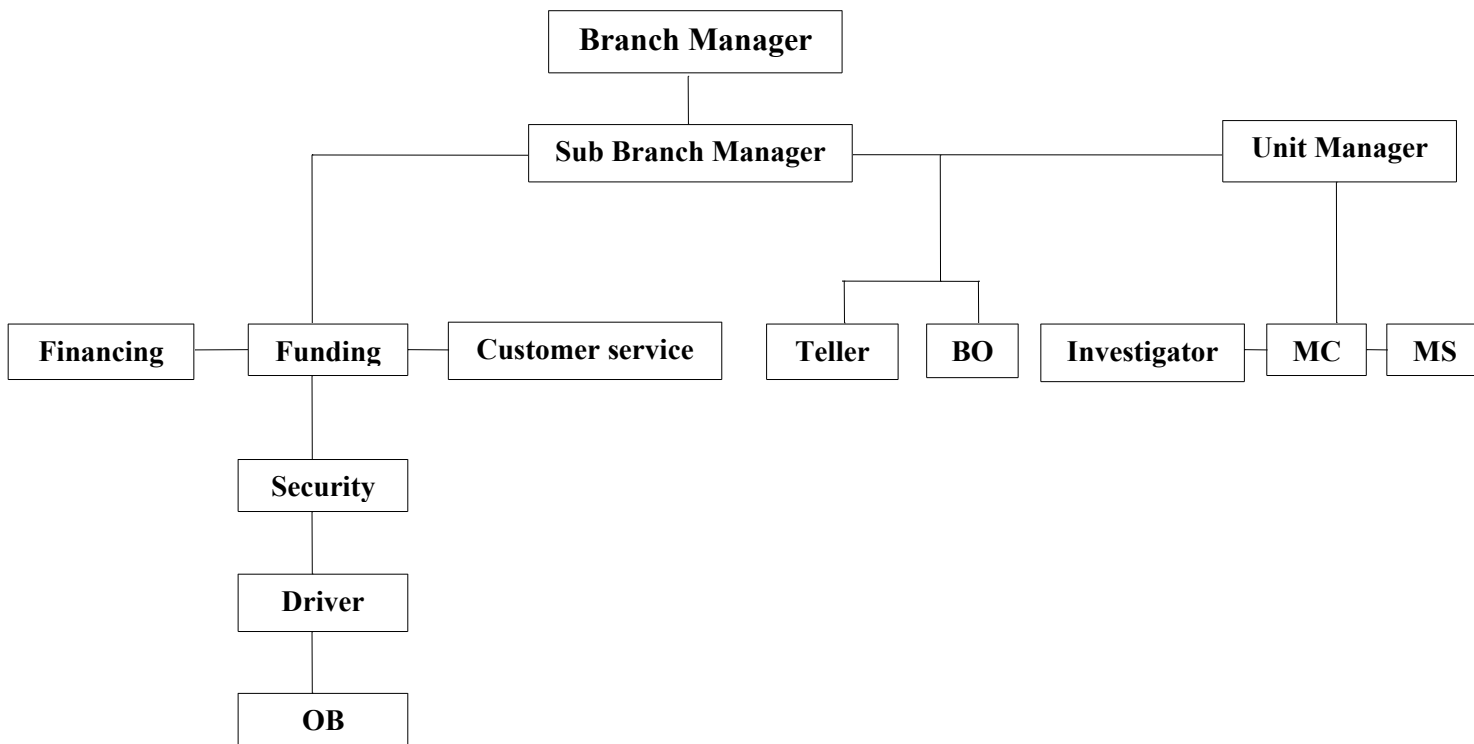 Branch Manager
Sub Branch Manager
Unit Manager
Financing
Funding
Customer service
Teller
BO
Investigator
MC
MS
Security
Driver
OB